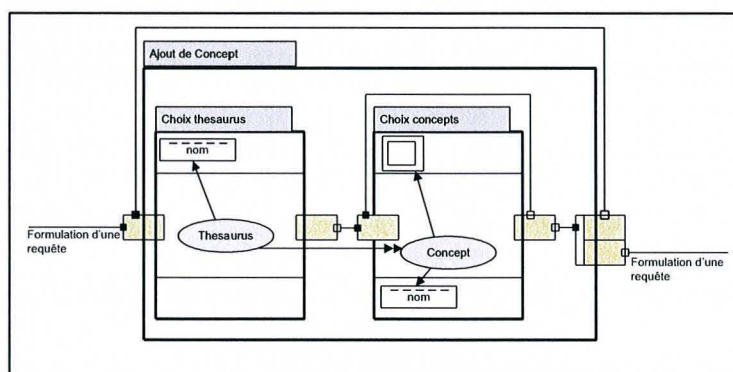 Ajout de Concept
Choix thesaurus
Choix concepts
nom
Formulation d'une
requête
Thesaurus
Concept
nom
Formulation d'une
requête